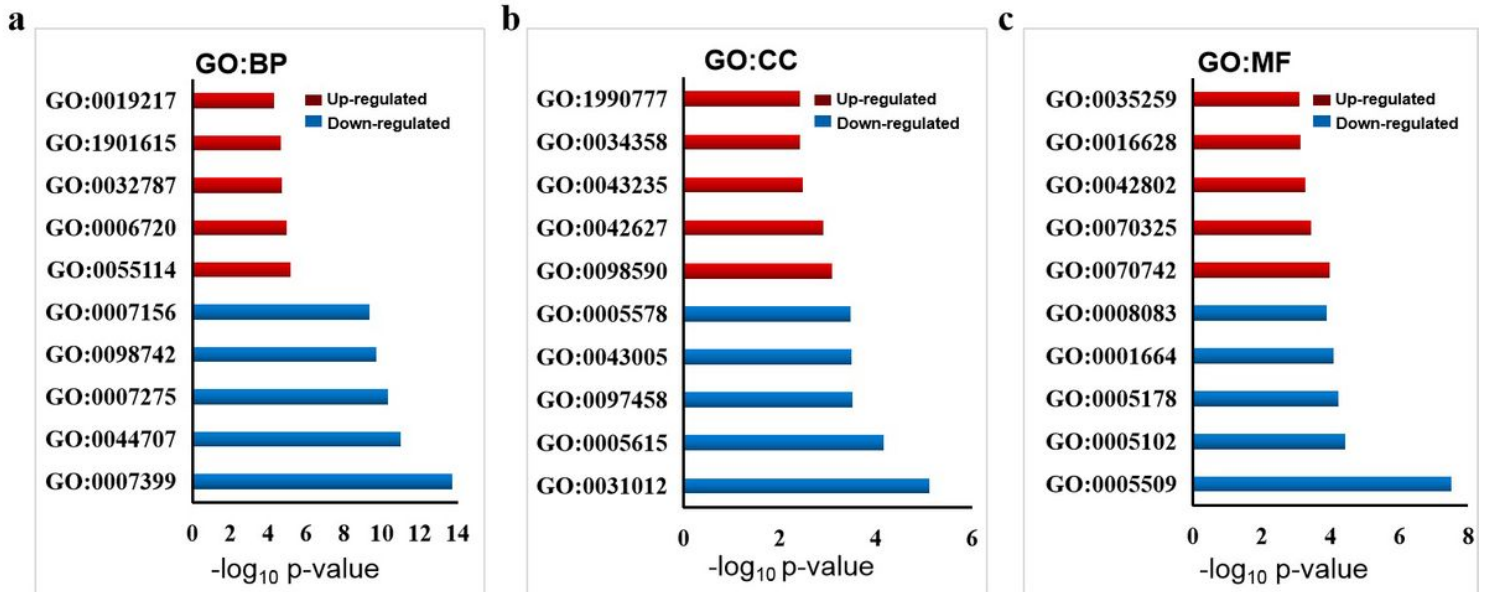 a
GO:BP
Up-regulated
Down-regulated
GO:0019217
GO:1901615
GO:0032787
GO:0006720
GO:0055114
GO:0007156
GO:0098742
GO:0007275
GO:0044707
GO:0007399
0 2 4 6 8 10 12 14
-log10 p-value
b
GO:CC
Up-regulated
Down-regulated
GO:1990777
GO:0034358
GO:0043235
GO:0042627
GO:0098590
GO:0005578
GO:0043005
GO:0097458
GO:0005615
GO:0031012
0 2 4 6
-log10 p-value
c
GO:MF
Up-regulated
Down-regulated
GO:0035259
GO:0016628
GO:0042802
GO:0070325
GO:0070742
GO:0008083
GO:0001664
GO:0005178
GO:0005102
GO:0005509
0 2 4 6 8
-log10 p-value